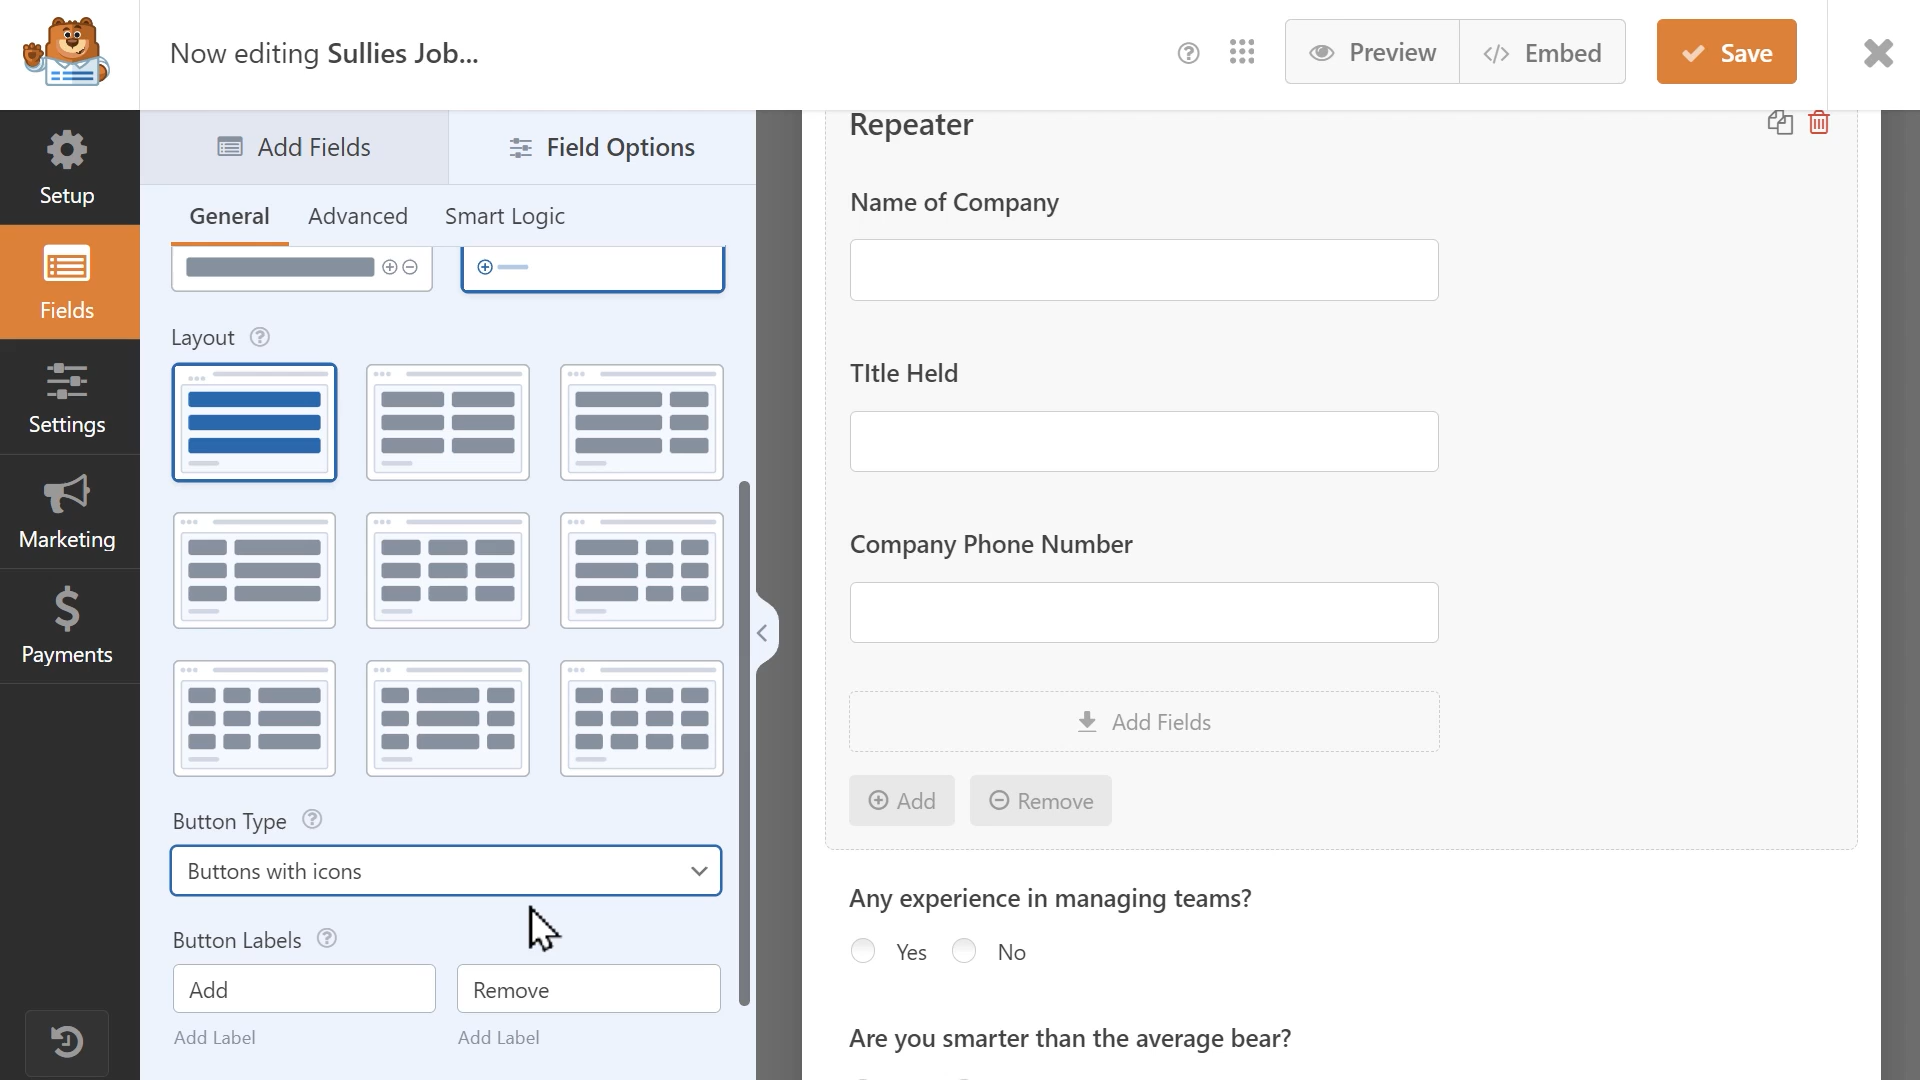 Now editing Sullies Job...
Preview
Embed
Save
Setup
Fields
Settings
Marketing
Payments
Add Fields
Field Options
General
Advanced
Smart Logic
Layout
Button Type
Buttons with icons
Button Labels
Add
Remove
Add Label
Add Label
Repeater
Name of Company
TItle Held
Company Phone Number
Add Fields
Add
Remove
Any experience in managing teams?
Yes
No
Are you smarter than the average bear?